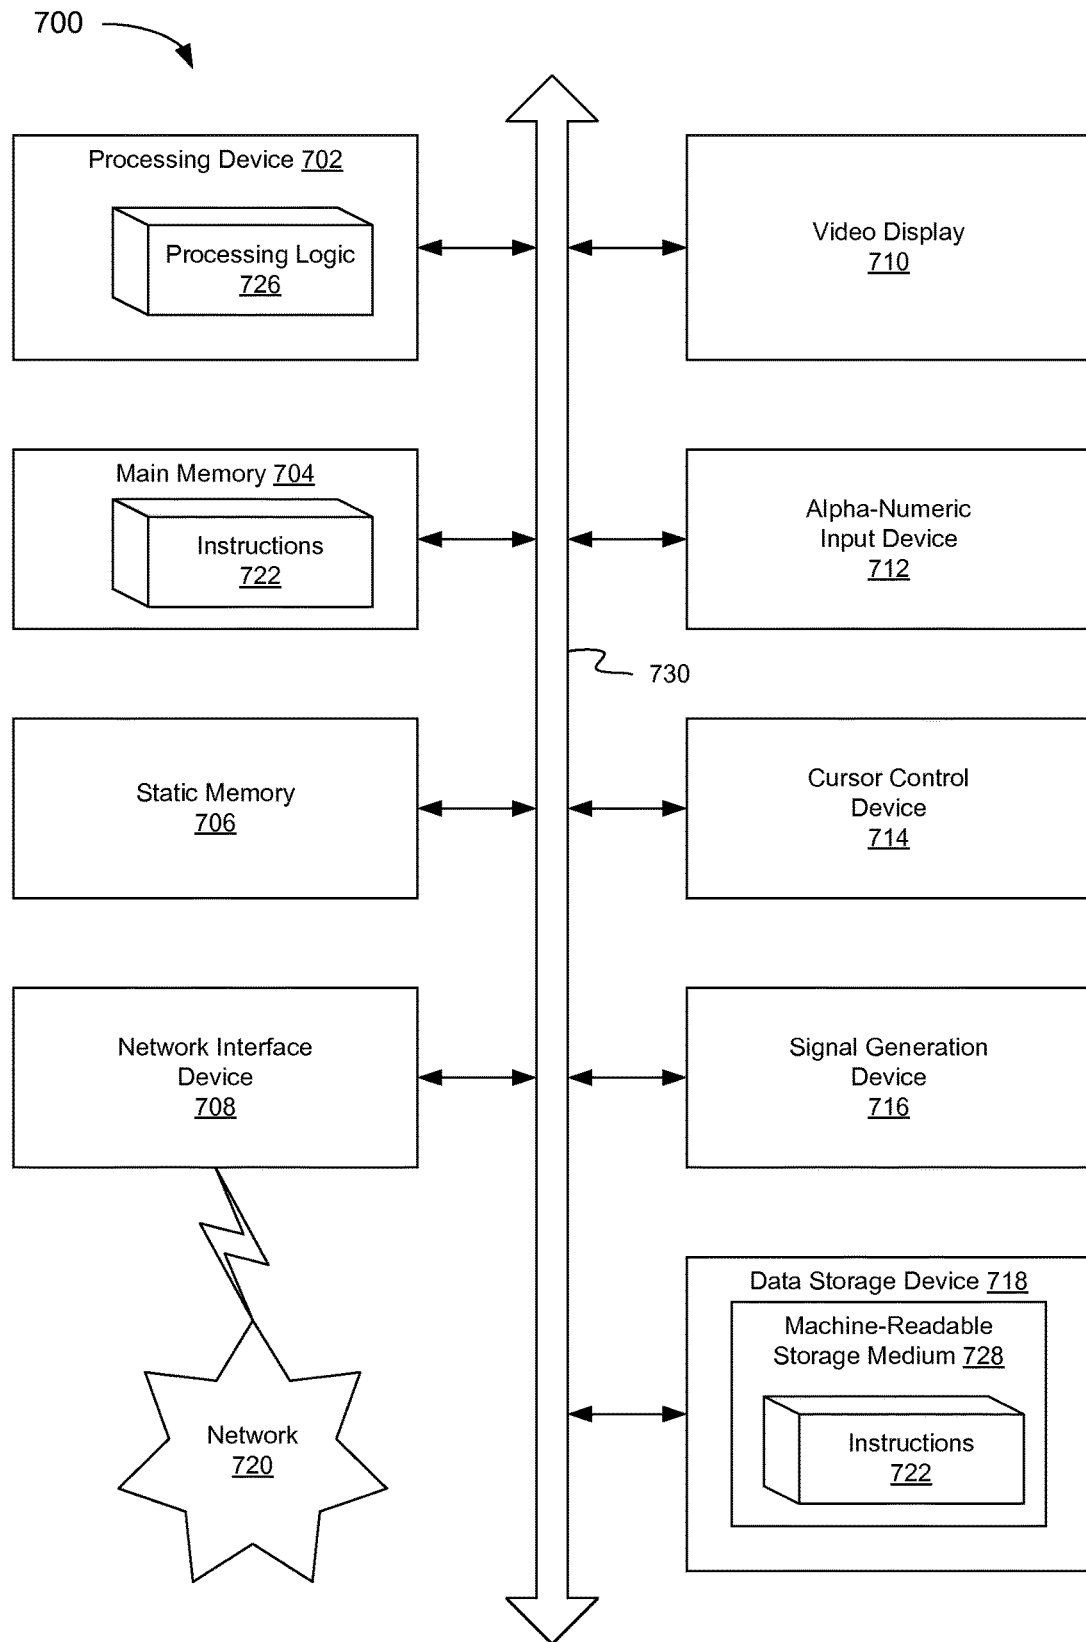 700
Processing Device 702
Processing Logic
726
Video Display
710
Main Memory 704
Instructions
722
Alpha-Numeric
Input Device
712
730
Static Memory
706
Cursor Control
Device
714
Network Interface
Device
708
Signal Generation
Device
716
Data Storage Device 718
Machine-Readable
Storage Medium 728
Instructions
722
Network
720